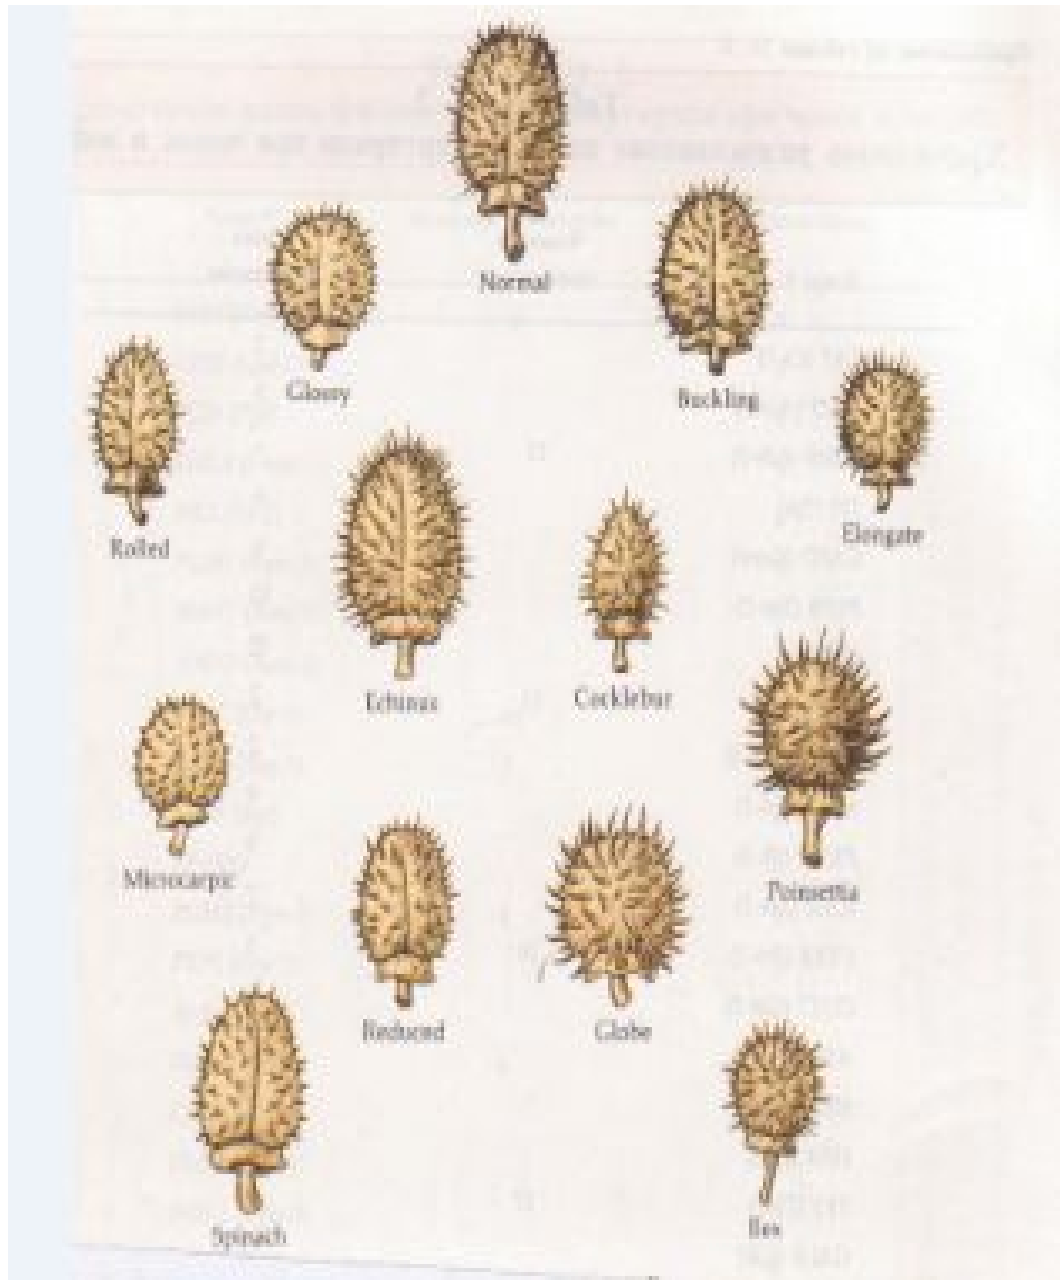 Normal
Glossy
Buckling
Rolled
Elongate
Echinus
Cocklebur
Microcarpic
Poinsettia
Reduced
Globe
Spinach
Ilex